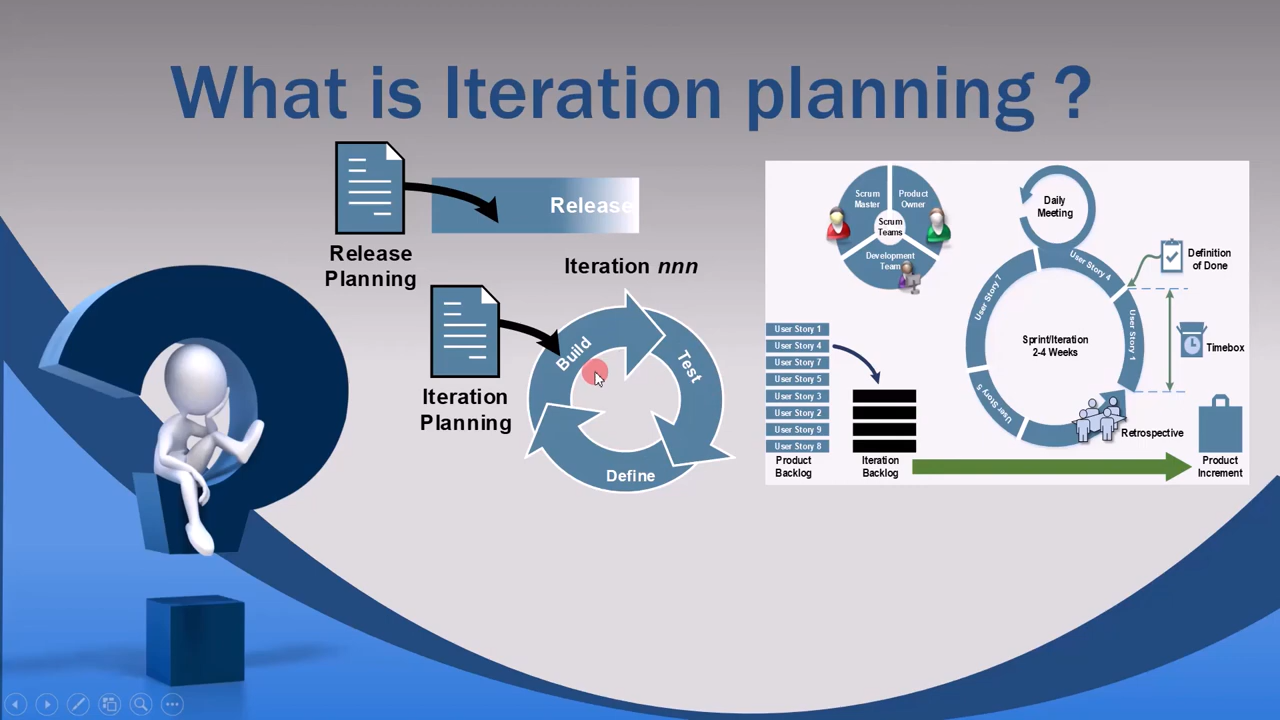 What is Iteration planning ?
Release
Release
Planning
Iteration nnn
Build
Test
Define
Iteration
Planning
Scrum
Master
Product
Owner
Scrum
Teams
Development
Team
Daily
Meeting
Definition
of Done
User Story 7
User Story 4
User Story 1
User Story 5
Sprint/Iteration
2-4 Weeks
Timebox
Retrospective
User Story 1
User Story 4
User Story 7
User Story 5
User Story 3
User Story 2
User Story 9
User Story 8
Product
Backlog
Iteration
Backlog
Product
Increment